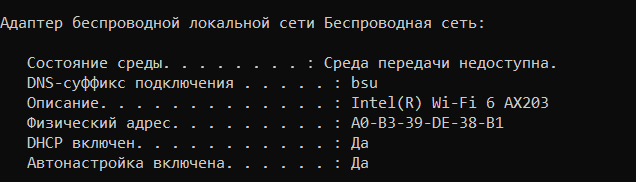 Адаптер беспроводной локальной сети Беспроводная сеть:
Состояние среды. . . . . . . . : Среда передачи недоступна.
DNS-суффикс подключения . . . . . : bsu
Описание. . . . . . . . . . . . . : Intel(R) Wi-Fi 6 AX203
Физический адрес. . . . . . . . . : A0-B3-39-DE-38-B1
DHCP включен. . . . . . . . . . . : Да
Автонастройка включена. . . . . . : Да